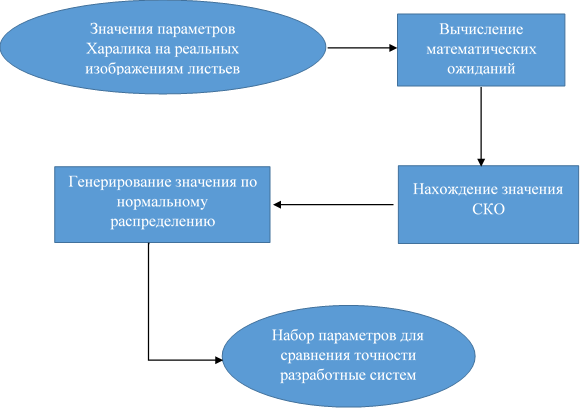 Значения параметров
Харалика на реальных
изображениям листьев
Вычисление
математических
ожиданий
Нахождение значения
СКО
Генерирование значения по
нормальному
распределению
Набор параметров для
сравнения точности
разработные систем